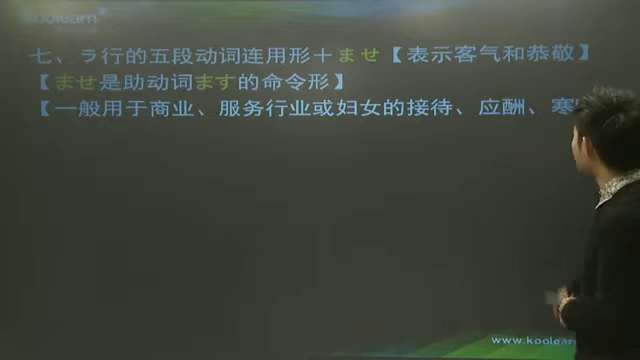 koolearn
七、ラ行的五段动词连用形＋ませ【表示客气和恭敬】
【ませ是助动词ます的命令形】
【一般用于商业、服务行业或妇女的接待、应酬、寒
www.koolearn